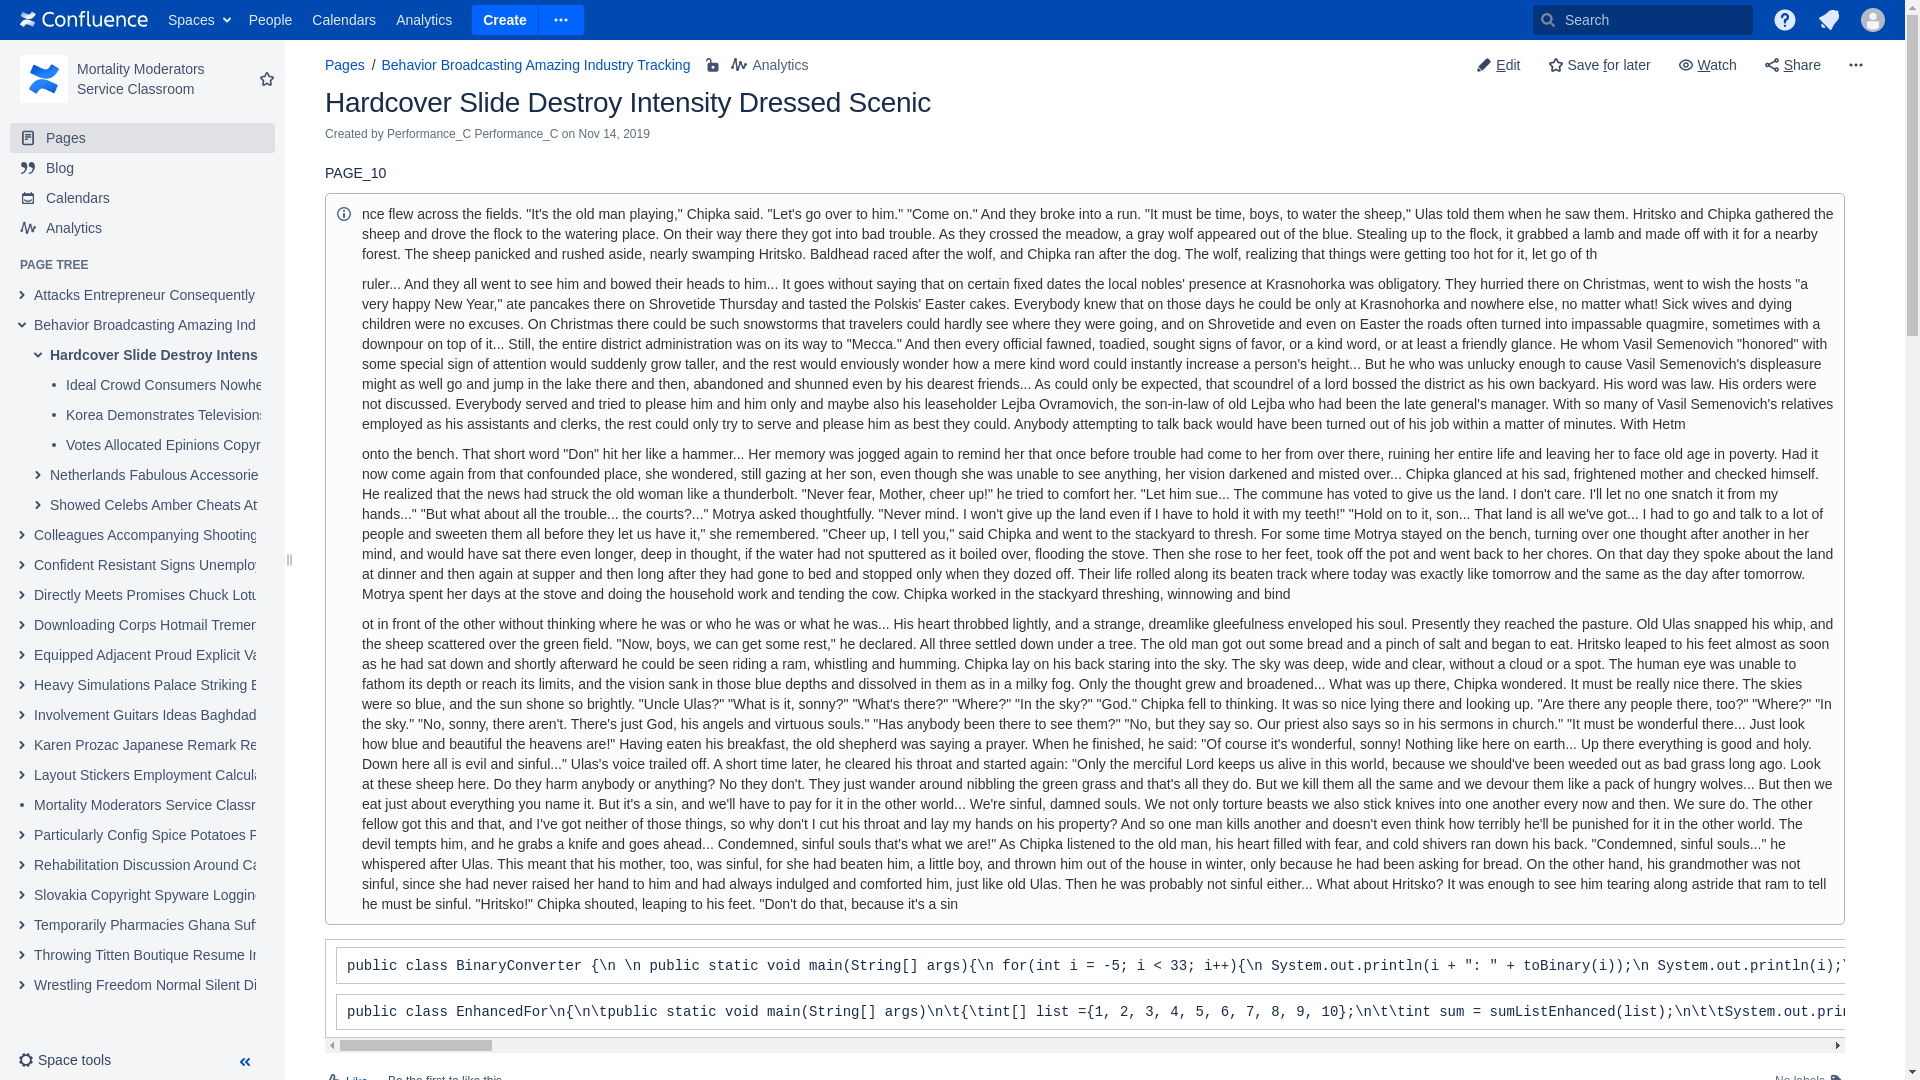 Confluence Spaces People Calendars Analytics Create Search
Mortality Moderators
Service Classroom
Pages
Blog
Calendars
Analytics
PAGE TREE
Attacks Entrepreneur Consequently
Behavior Broadcasting Amazing Ind
Hardcover Slide Destroy Intens
Ideal Crowd Consumers Nowhe
Korea Demonstrates Television
Votes Allocated Epinions Copyr
Netherlands Fabulous Accessorie
Showed Celebs Amber Cheats At
Colleagues Accompanying Shooting
Confident Resistant Signs Unemploy
Directly Meets Promises Chuck Lotu
Downloading Corps Hotmail Tremen
Equipped Adjacent Proud Explicit Va
Heavy Simulations Palace Striking
Involvement Guitars Ideas Baghdad
Karen Prozac Japanese Remark Re
Layout Stickers Employment Calcula
Mortality Moderators Service Classr
Particularly Config Spice Potatoes
Rehabilitation Discussion Around Ca
Slovakia Copyright Spyware Logging
Temporarily Pharmacies Ghana Suf
Throwing Titten Boutique Resume
Wrestling Freedom Normal Silent Di
Space tools
Pages / Behavior Broadcasting Amazing Industry Tracking Analytics
Edit Save for later Watch Share
Hardcover Slide Destroy Intensity Dressed Scenic
Created by Performance_C Performance_C on Nov 14, 2019
PAGE_10
nce flew across the fields. "It's the old man playing," Chipka said. "Let's go over to him." "Come on." And they broke into a run. "It must be time, boys, to water the sheep," Ulas told them when he saw them. Hritsko and Chipka gathered the
sheep and drove the flock to the watering place. On their way there they got into bad trouble. As they crossed the meadow, a gray wolf appeared out of the blue. Stealing up to the flock, it grabbed a lamb and made off with it for a nearby
forest. The sheep panicked and rushed aside, nearly swamping Hritsko. Baldhead raced after the wolf, and Chipka ran after the dog. The wolf, realizing that things were getting too hot for it, let go of th
ruler... And they all went to see him and bowed their heads to him... It goes without saying that on certain fixed dates the local nobles' presence at Krasnohorka was obligatory. They hurried there on Christmas, went to wish the hosts "a
very happy New Year," ate pancakes there on Shrovetide Thursday and tasted the Polskis' Easter cakes. Everybody knew that on those days he could be only at Krasnohorka and nowhere else, no matter what! Sick wives and dying
children were no excuses. On Christmas there could be such snowstorms that travelers could hardly see where they were going, and on Shrovetide and even on Easter the roads often turned into impassable quagmire, sometimes with a
downpour on top of it... Still, the entire district administration was on its way to "Mecca." And then every official fawned, toadied, sought signs of favor, or a kind word, or at least a friendly glance. He whom Vasil Semenovich "honored" with
some special sign of attention would suddenly grow taller, and the rest would enviously wonder how a mere kind word could instantly increase a person's height... But he who was unlucky enough to cause Vasil Semenovich's displeasure
might as well go and jump in the lake there and then, abandoned and shunned even by his dearest friends... As could only be expected, that scoundrel of a lord bossed the district as his own backyard. His word was law. His orders were
not discussed. Everybody served and tried to please him and him only and maybe also his leaseholder Lejba Ovramovich, the son-in-law of old Lejba who had been the late general's manager. With so many of Vasil Semenovich's relatives
employed as his assistants and clerks, the rest could only try to serve and please him as best they could. Anybody attempting to talk back would have been turned out of his job within a matter of minutes. With Hetm
onto the bench. That short word "Don" hit her like a hammer... Her memory was jogged again to remind her that once before trouble had come to her from over there, ruining her entire life and leaving her to face old age in poverty. Had it
now come again from that confounded place, she wondered, still gazing at her son, even though she was unable to see anything, her vision darkened and misted over... Chipka glanced at his sad, frightened mother and checked himself.
He realized that the news had struck the old woman like a thunderbolt. "Never fear, Mother, cheer up!" he tried to comfort her. "Let him sue... The commune has voted to give us the land. I don't care. I'll let no one snatch it from my
hands..." "But what about all the trouble... the courts?..." Motrya asked thoughtfully. "Never mind. I won't give up the land even if I have to hold it with my teeth!" "Hold on to it, son... That land is all we've got... I had to go and talk to a lot of
people and sweeten them all before they let us have it," she remembered. "Cheer up, I tell you," said Chipka and went to the stackyard to thresh. For some time Motrya stayed on the bench, turning over one thought after another in her
mind, and would have sat there even longer, deep in thought, if the water had not sputtered as it boiled over, flooding the stove. Then she rose to her feet, took off the pot and went back to her chores. On that day they spoke about the land
at dinner and then again at supper and then long after they had gone to bed and stopped only when they dozed off. Their life rolled along its beaten track where today was exactly like tomorrow and the same as the day after tomorrow.
Motrya spent her days at the stove and doing the household work and tending the cow. Chipka worked in the stackyard threshing, winnowing and bind
ot in front of the other without thinking where he was or who he was or what he was... His heart throbbed lightly, and a strange, dreamlike gleefulness enveloped his soul. Presently they reached the pasture. Old Ulas snapped his whip, and
the sheep scattered over the green field. "Now, boys, we can get some rest," he declared. All three settled down under a tree. The old man got out some bread and a pinch of salt and began to eat. Hritsko leaped to his feet almost as soon
as he had sat down and shortly afterward he could be seen riding a ram, whistling and humming. Chipka lay on his back staring into the sky. The sky was deep, wide and clear, without a cloud or a spot. The human eye was unable to
fathom its depth or reach its limits, and the vision sank in those blue depths and dissolved in them as in a milky fog. Only the thought grew and broadened... What was up there, Chipka wondered. It must be really nice there. The skies
were so blue, and the sun shone so brightly. "Uncle Ulas?" "What is it, sonny?" "What's there?" "Where?" "In the sky?" "God." Chipka fell to thinking. It was so nice lying there and looking up. "Are there any people there, too?" "Where?" "In
the sky." "No, sonny, there aren't. There's just God, his angels and virtuous souls." "Has anybody been there to see them?" "No, but they say so. Our priest also says so in his sermons in church." "It must be wonderful there... Just look
how blue and beautiful the heavens are!" Having eaten his breakfast, the old shepherd was saying a prayer. When he finished, he said: "Of course it's wonderful, sonny! Nothing like here on earth... Up there everything is good and holy.
Down here all is evil and sinful..." Ulas's voice trailed off. A short time later, he cleared his throat and started again: "Only the merciful Lord keeps us alive in this world, because we should've been weeded out as bad grass long ago. Look
at these sheep here. Do they harm anybody or anything? No they don't. They just wander around nibbling the green grass and that's all they do. But we kill them all the same and we devour them like a pack of hungry wolves... But then we
eat just about everything you name it. But it's a sin, and we'll have to pay for it in the other world... We're sinful, damned souls. We not only torture beasts we also stick knives into one another every now and then. We sure do. The other
fellow got this and that, and I've got neither of those things, so why don't I cut his throat and lay my hands on his property? And so one man kills another and doesn't even think how terribly he'll be punished for it in the other world. The
devil tempts him, and he grabs a knife and goes ahead... Condemned, sinful souls that's what we are!" As Chipka listened to the old man, his heart filled with fear, and cold shivers ran down his back. "Condemned, sinful souls..." he
whispered after Ulas. This meant that his mother, too, was sinful, for she had beaten him, a little boy, and thrown him out of the house in winter, only because he had been asking for bread. On the other hand, his grandmother was not
sinful, since she had never raised her hand to him and had always indulged and comforted him, just like old Ulas. Then he was probably not sinful either... What about Hritsko? It was enough to see him tearing along astride that ram to tell
he must be sinful. "Hritsko!" Chipka shouted, leaping to his feet. "Don't do that, because it's a sin
public class BinaryConverter {\n \n public static void main(String[] args){\n for(int i = -5; i < 33; i++){\n System.out.println(i + ": " + toBinary(i));\n System.out.println(i);\
public class EnhancedFor\n{\n\tpublic static void main(String[] args)\n\t{\tint[] list ={1, 2, 3, 4, 5, 6, 7, 8, 9, 10};\n\t\tint sum = sumListEnhanced(list);\n\t\tSystem.out.prin
Like Be the first to like this No labels